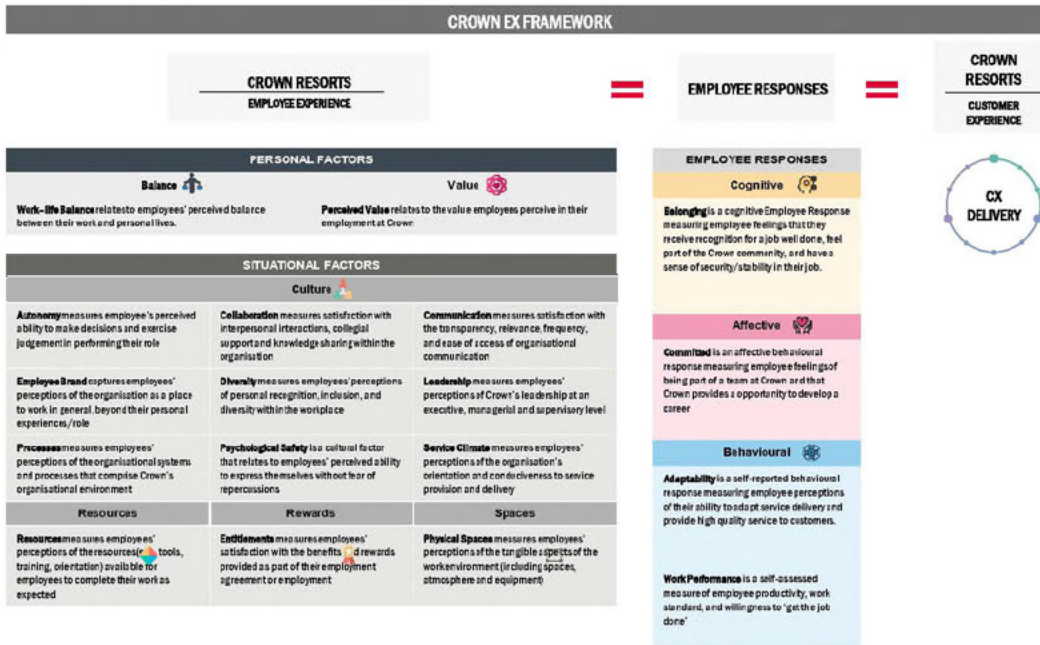 CROWN EX FRAMEWORK
CROWN RESORTS
EMPLOYEE EXPERIENCE
=
EMPLOYEE RESPONSES
=
CROWN
RESORTS
CUSTOMER
EXPERIENCE
PERSONAL FACTORS
Balance
Work-life Balance relates to employees' perceived balance
between their work and personal lives.
Value
Perceived Value relates to the value employees perceive in their
employment at Crown
SITUATIONAL FACTORS
Culture
Autonomy measures employee's perceived
ability to make decisions and exercise
judgement in performing their role
Collaboration measures satisfaction with
interpersonal interactions, collegial
support and knowledge sharing within the
organisation
Communication measures satisfaction with
the transparency, relevance, frequency,
and ease of access of organisational
communication
Employee Brand captures employees'
perceptions of the organisation as a place
to work in general, beyond their personal
experiences/role
Diversity measures employees' perceptions
of personal recognition, inclusion, and
diversity within the workplace
Leadership measures employees'
perceptions of Crown's leadership at an
executive, managerial and supervisory level
Processes measures employees'
perceptions of the organisational systems
and processes that comprise Crown's
organisational environment
Psychological Safety is a cultural factor
that relates to employees' perceived ability
to express themselves without fear of
repercussions
Service Climate measures employees'
perceptions of the organisation's
orientation and conduciveness to service
provision and delivery
Resources
Resources measures employees'
perceptions of the resources tools,
training, orientation) available for
employees to complete their work as
expected
Rewards
Entitlements measures employees'
satisfaction with the benefits rewards
provided as part of their employment
agreement or employment
Spaces
Physical Spaces measures employees'
perceptions of the tangible aspects of the
work environment (including spaces,
atmosphere and equipment)
EMPLOYEE RESPONSES
Cognitive
Belonging is a cognitive Employee Response
measuring employee feelings that they
receive recognition for a job well done, feel
part of the Crown community, and have a
sense of security/stability in their job.
Affective
Committed is an affective behavioural
response measuring employee feelings of
being part of a team at Crown and that
Crown provides a opportunity to develop a
career
Behavioural
Adaptability is a self-reported behavioural
response measuring employee perceptions
of their ability to adapt service delivery and
provide high quality service to customers.
Work Performance is a self-assessed
measure of employee productivity, work
standard, and willingness to 'get the job
done'
CX
DELIVERY